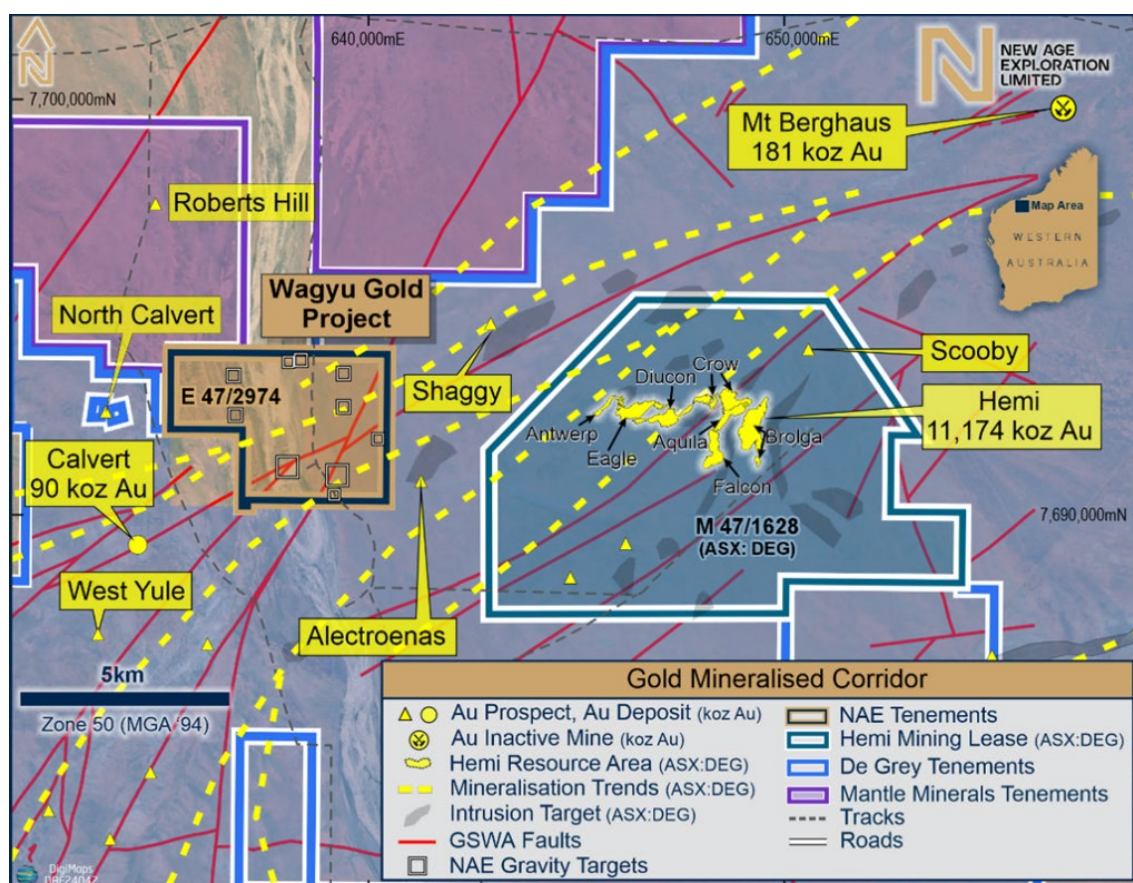 N
640,000mE
650,000mE
7,700,000mN
N
NEW AGE
EXPLORATION
LIMITED
Mt Berghaus
181 koz Au
Map Area
WESTERN
AUSTRALIA
Roberts Hill
Wagyu Gold
Project
North Calvert
E 47/2974
Shaggy
Scooby
Crow
Diucon
Antwerp
Eagle
Aquila
Brolga
Falcon
Hemi
11,174 koz Au
Calvert
90 koz Au
M 47/1628
(ASX: DEG)
7,690,000mN
West Yule
Alectroenas
5km
Zone 50 (MGA '94)
Gold Mineralised Corridor
Au Prospect, Au Deposit (koz Au)
Au Inactive Mine (koz Au)
Hemi Resource Area (ASX:DEG)
Mineralisation Trends (ASX:DEG)
Intrusion Target (ASX:DEG)
GSWA Faults
NAE Gravity Targets
NAE Tenements
Hemi Mining Lease (ASX:DEG)
De Grey Tenements
Mantle Minerals Tenements
Tracks
Roads
DigiMaps